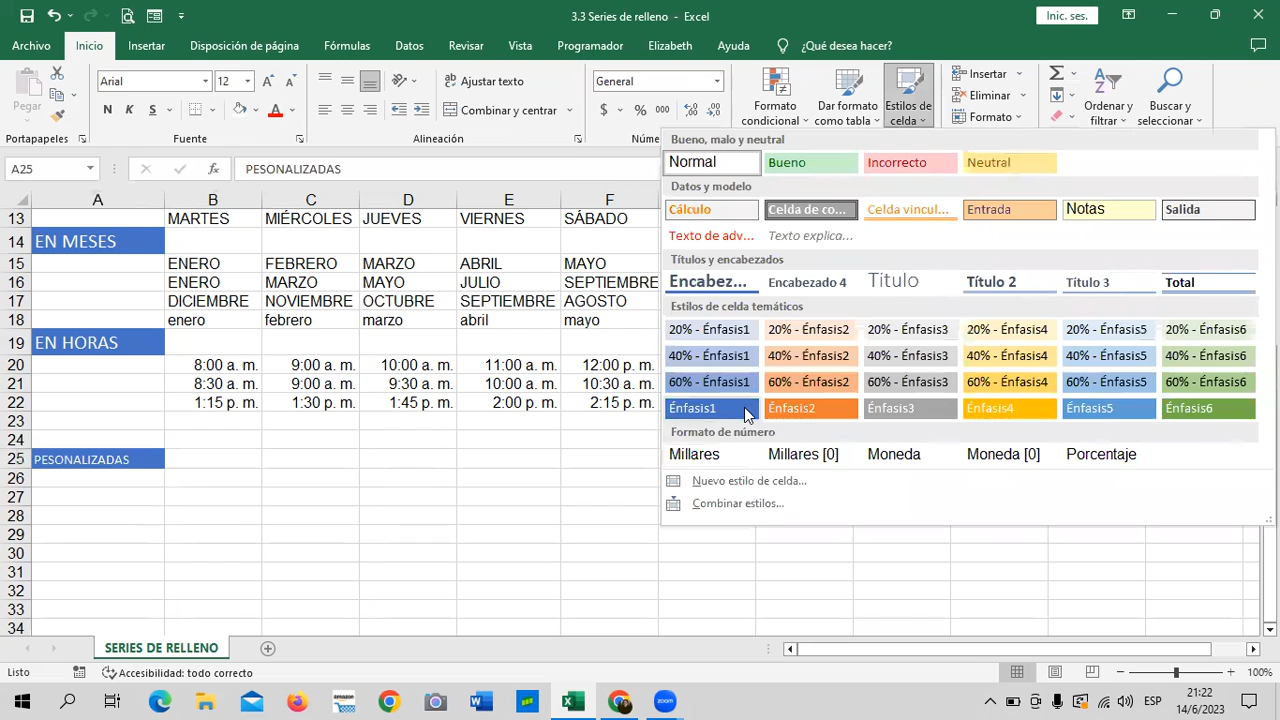 3.3 Series de relleno - Excel
Inic. ses.
Archivo Inicio Insertar Disposición de página Fórmulas Datos Revisar Vista Programador Elizabeth Ayuda ¿Qué desea hacer?
Pegar
Arial 12
N K S
Ajustar texto
Combinar y centrar
General
$ % 000
Formato condicional
Dar formato como tabla
Estilos de celda
Insertar
Eliminar
Formato
Ordenar y filtrar
Buscar y seleccionar
Portapapeles Fuente Alineación
A25 fx PESONALIZADAS
A B C D E F
13 MARTES MIÉRCOLES JUEVES VIERNES SÁBADO
14 EN MESES
15 ENERO FEBRERO MARZO ABRIL MAYO
16 ENERO MARZO MAYO JULIO SEPTIEMBRE
17 DICIEMBRE NOVIEMBRE OCTUBRE SEPTIEMBRE AGOSTO
18 enero febrero marzo abril mayo
19 EN HORAS
20 8:00 a. m. 9:00 a. m. 10:00 a. m. 11:00 a. m. 12:00 p. m.
21 8:30 a. m. 9:00 a. m. 9:30 a. m. 10:00 a. m. 10:30 a. m.
22 1:15 p. m. 1:30 p. m. 1:45 p. m. 2:00 p. m. 2:15 p. m.
23
24
25 PESONALIZADAS
26
27
28
29
30
31
32
33
34
Bueno, malo y neutral
Normal Bueno Incorrecto Neutral
Datos y modelo
Cálculo Celda de co... Celda vincul... Entrada Notas Salida
Texto de adv... Texto explica...
Títulos y encabezados
Encabez... Encabezado 4 Título Título 2 Título 3 Total
Estilos de celda temáticos
20% - Énfasis1 20% - Énfasis2 20% - Énfasis3 20% - Énfasis4 20% - Énfasis5 20% - Énfasis6
40% - Énfasis1 40% - Énfasis2 40% - Énfasis3 40% - Énfasis4 40% - Énfasis5 40% - Énfasis6
60% - Énfasis1 60% - Énfasis2 60% - Énfasis3 60% - Énfasis4 60% - Énfasis5 60% - Énfasis6
Énfasis1 Énfasis2 Énfasis3 Énfasis4 Énfasis5 Énfasis6
Formato de número
Millares Millares [0] Moneda Moneda [0] Porcentaje
Nuevo estilo de celda...
Combinar estilos...
SERIES DE RELLENO
Listo Accesibilidad: todo correcto 100%
zoom
ESP
21:22
14/6/2023